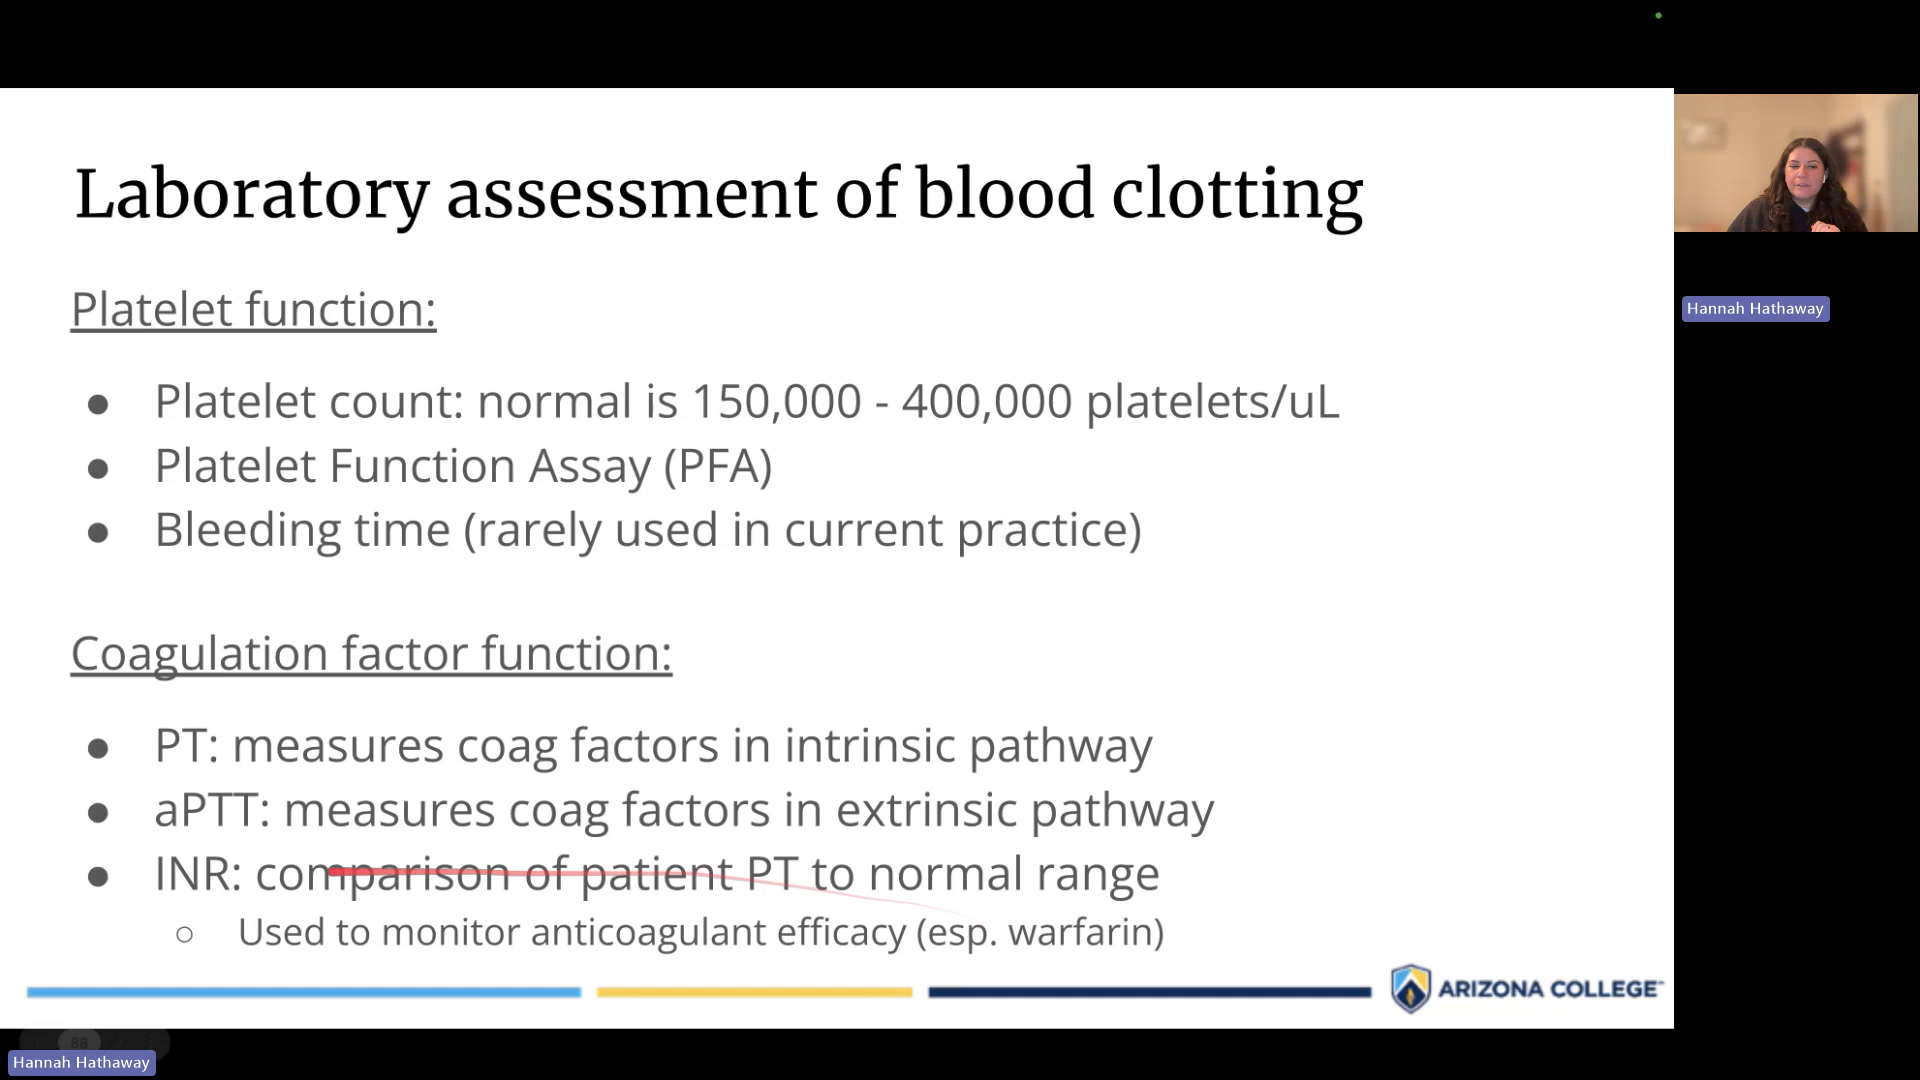 Laboratory assessment of blood clotting
Platelet function:
● Platelet count: normal is 150,000 - 400,000 platelets/uL
● Platelet Function Assay (PFA)
● Bleeding time (rarely used in current practice)
Coagulation factor function:
● PT: measures coag factors in intrinsic pathway
● aPTT: measures coag factors in extrinsic pathway
● INR: comparison of patient PT to normal range
○ Used to monitor anticoagulant efficacy (esp. warfarin)
ARIZONA COLLEGE
88
Hannah Hathaway
Hannah Hathaway